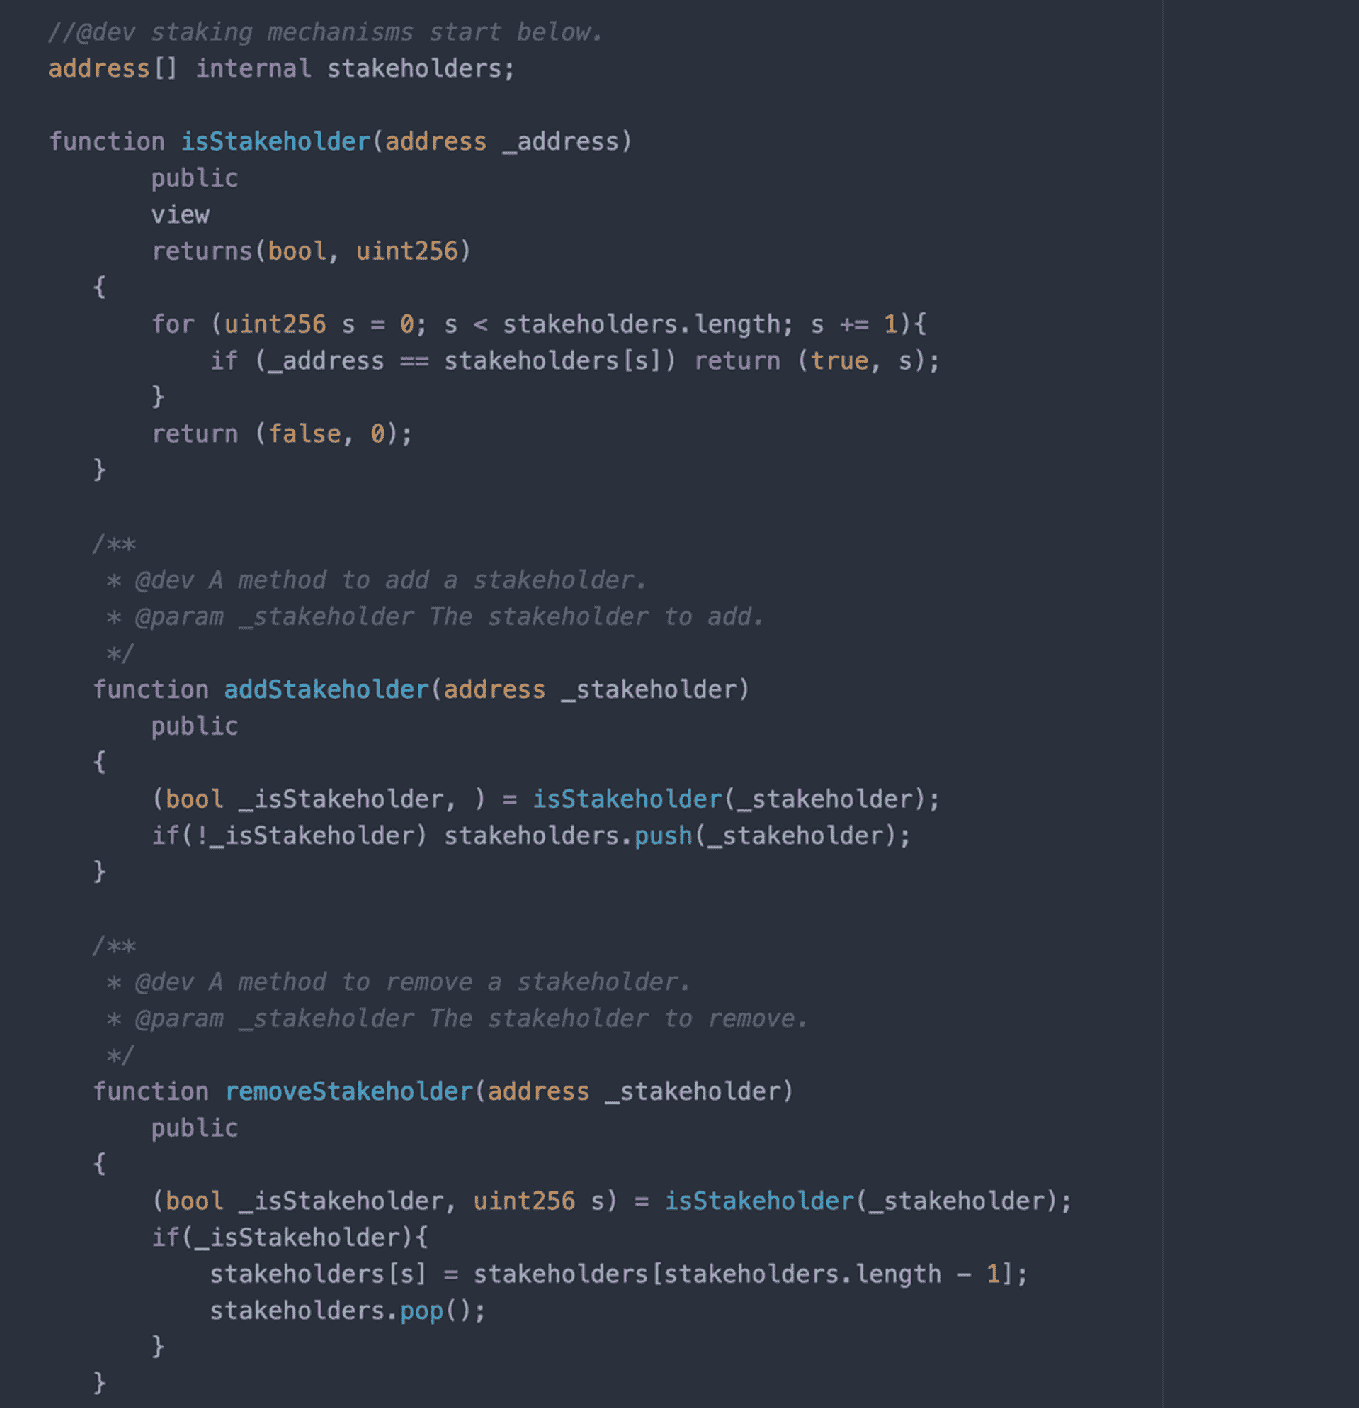 //@dev staking mechanisms start below.
address[] internal stakeholders;
function isStakeholder(address _address)
public
view
returns(bool, uint256)
{
for (uint256 s = 0; s < stakeholders.length; s += 1){
if (_address == stakeholders[s]) return (true, s);
}
return (false, 0);
}
/**
* @dev A method to add a stakeholder.
* @param _stakeholder The stakeholder to add.
*/
function addStakeholder(address _stakeholder)
public
{
(bool _isStakeholder, ) = isStakeholder(_stakeholder);
if(!_isStakeholder) stakeholders.push(_stakeholder);
}
/**
* @dev A method to remove a stakeholder.
* @param _stakeholder The stakeholder to remove.
*/
function removeStakeholder(address _stakeholder)
public
{
(bool _isStakeholder, uint256 s) = isStakeholder(_stakeholder);
if(_isStakeholder){
stakeholders[s] = stakeholders[stakeholders.length - 1];
stakeholders.pop();
}
}